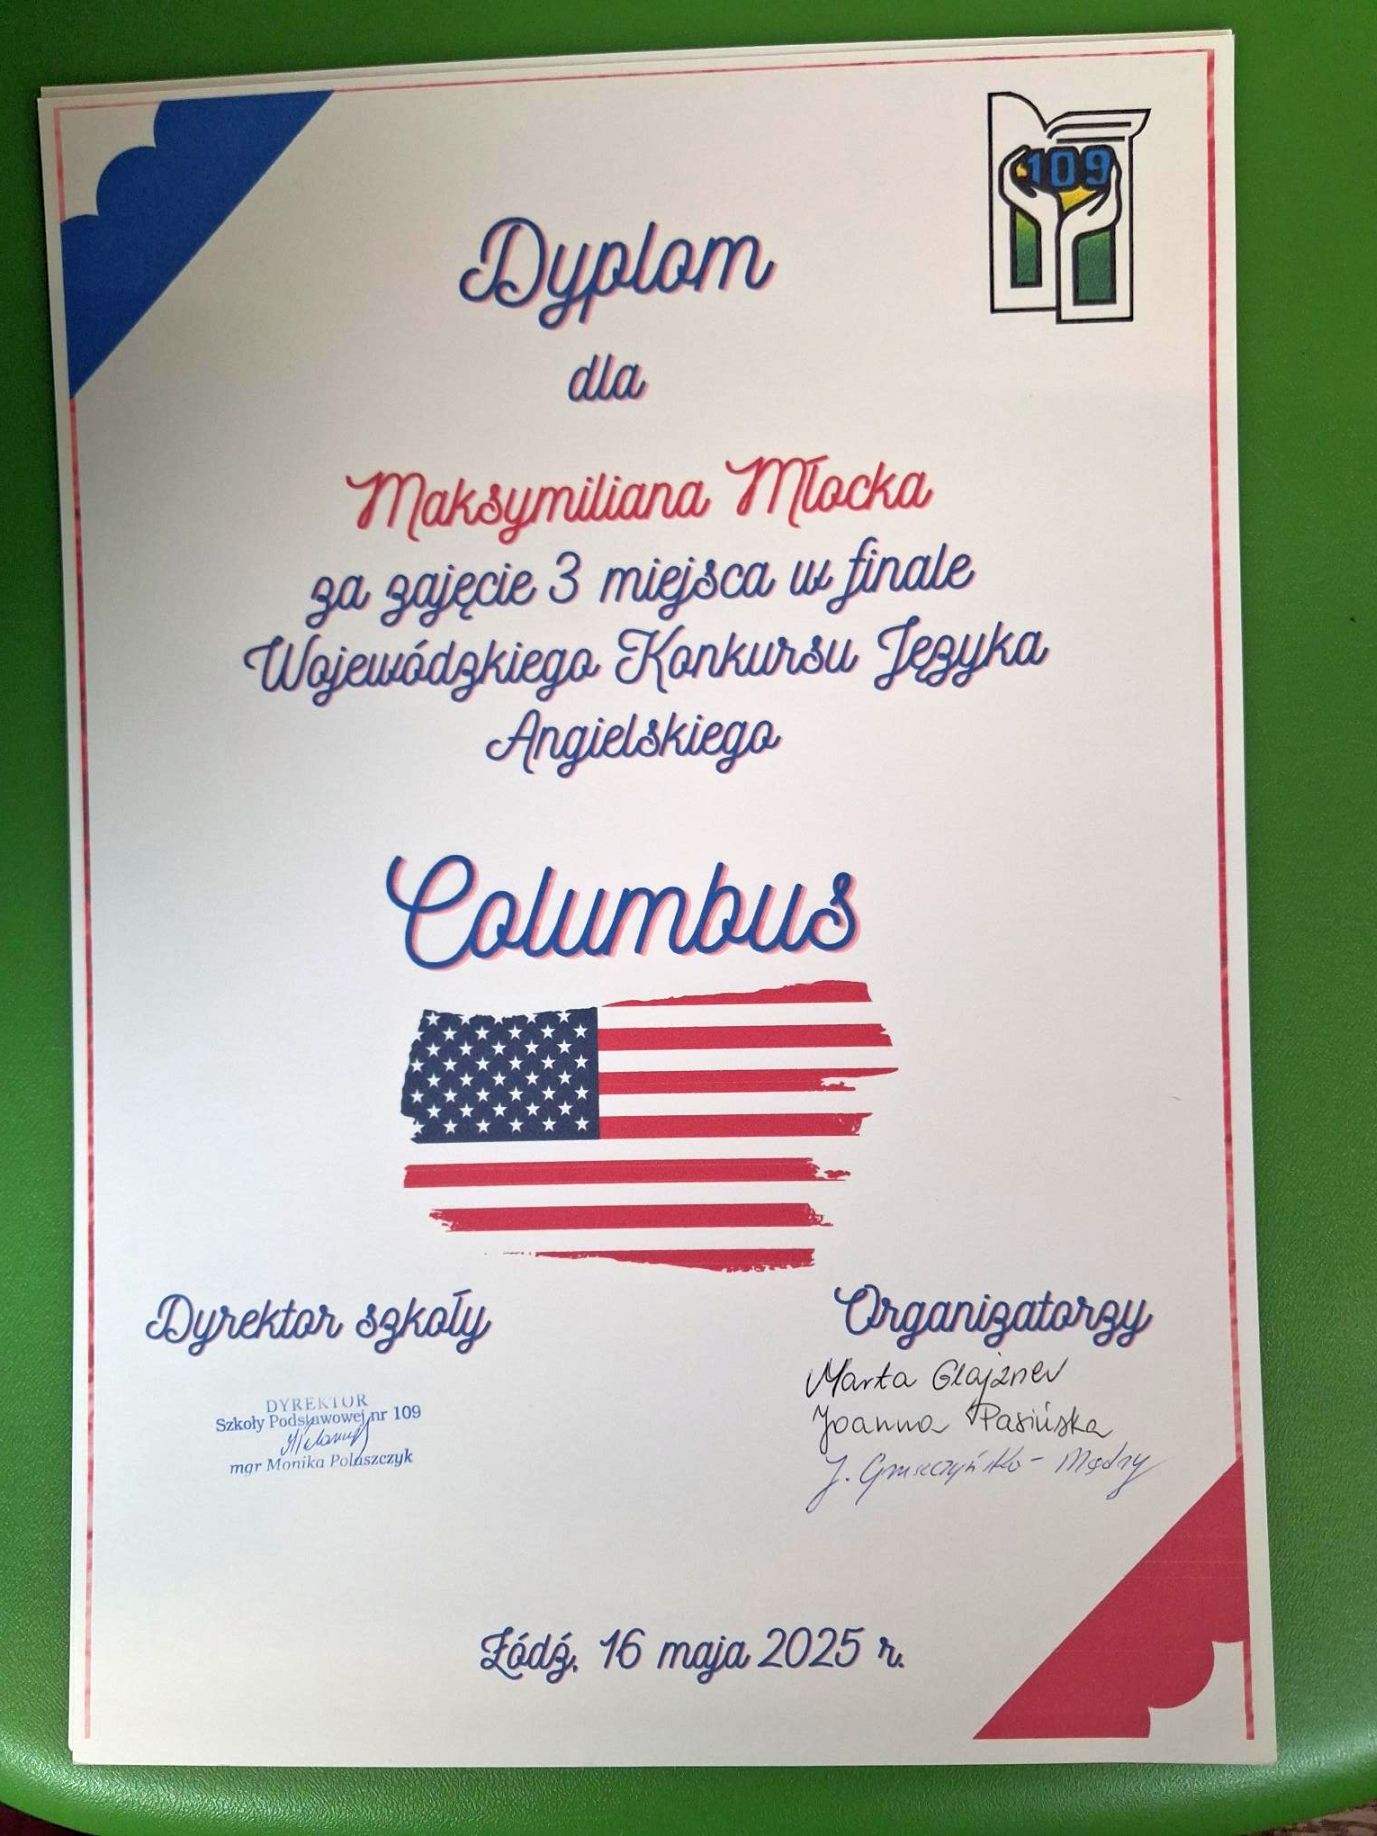 109
Dyplom
dla
Maksymiliana Młocka
za zajęcie 3 miejsca w finale
Wojewódzkiego Konkursu Języka
Angielskiego
Columbus
Dyrektor szkoły
Organizatorzy
DYREKTOR
Szkoły Podstawowej nr 109
mgr Monika Poluszczyk
Marta Glajzner
Joanna Pasińska
Łódź, 16 maja 2025 r.